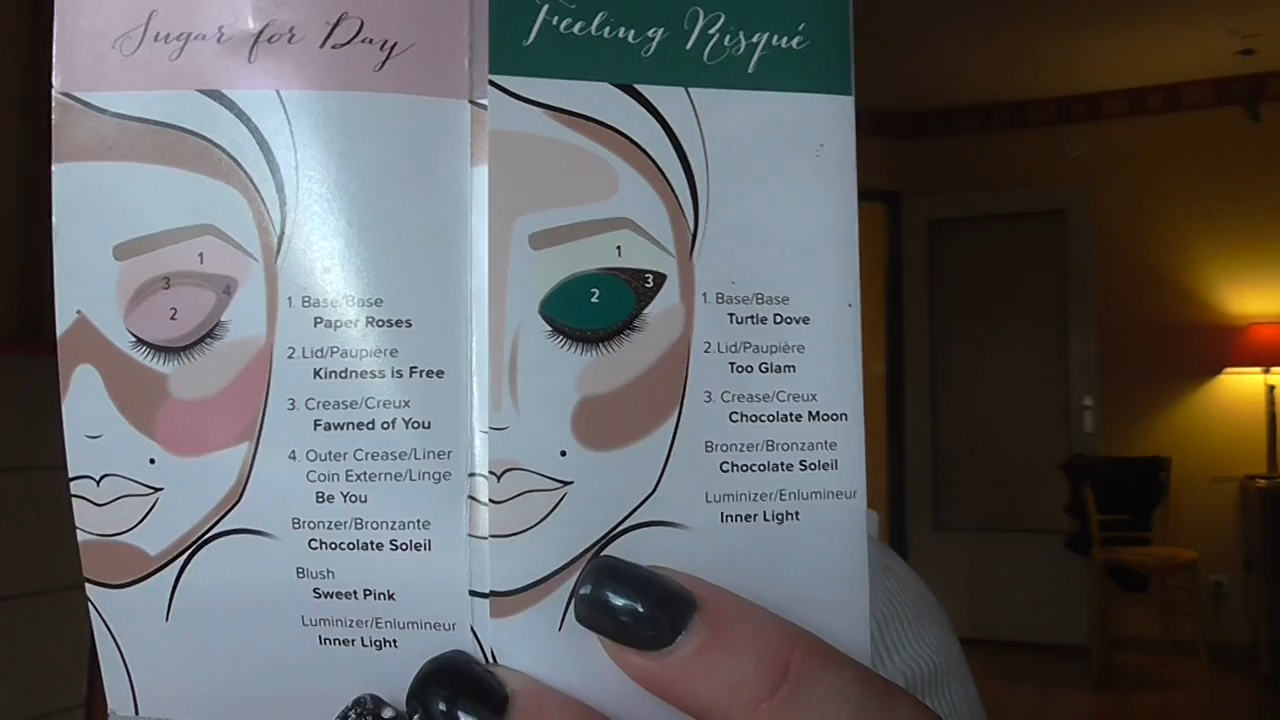 Sugar for Day
1
3
4
2
1. Base/Base
Paper Roses
2. Lid/Paupière
Kindness is Free
3. Crease/Creux
Fawned of You
4. Outer Crease/Liner
Coin Externe/Linge
Be You
Bronzer/Bronzante
Chocolate Soleil
Blush
Sweet Pink
Luminizer/Enlumineur
Inner Light
Feeling Risqué
1
2
3
1. Base/Base
Turtle Dove
2. Lid/Paupière
Too Glam
3. Crease/Creux
Chocolate Moon
Bronzer/Bronzante
Chocolate Soleil
Luminizer/Enlumineur
Inner Light